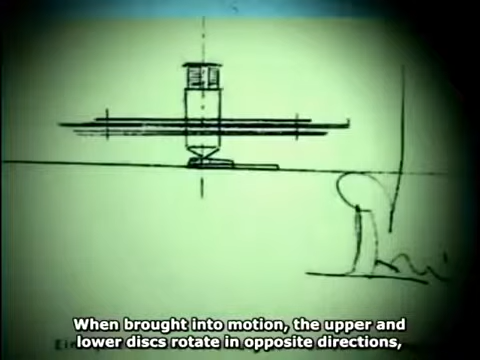 When brought into motion, the upper and
lower discs rotate in opposite directions,